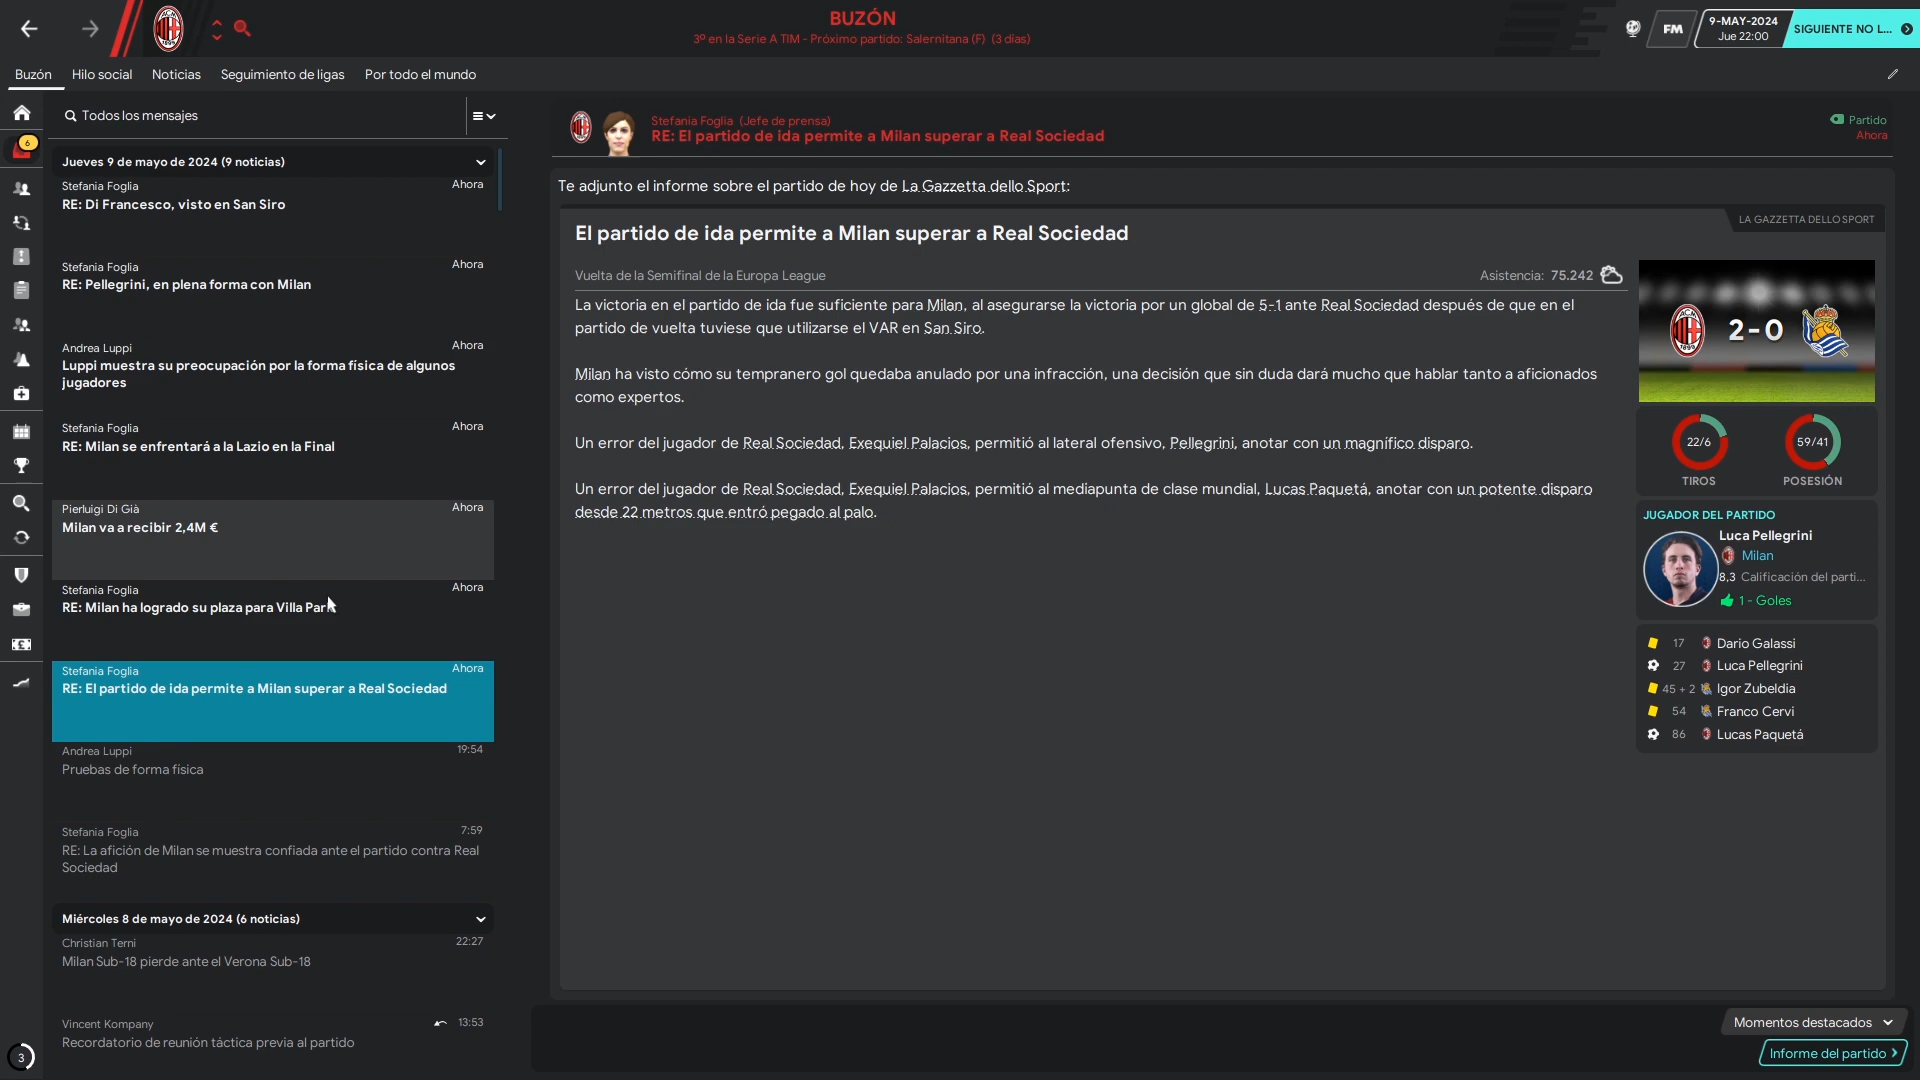 BUZÓN
3º en la Serie A TIM - Próximo partido: Salernitana (F) (3 días)
FM
9-MAY-2024
Jue 22:00
SIGUIENTE NO L...
Buzón
Hilo social
Noticias
Seguimiento de ligas
Por todo el mundo
6
3
Todos los mensajes
Jueves 9 de mayo de 2024 (9 noticias)
Stefania Foglia
Ahora
RE: Di Francesco, visto en San Siro
Stefania Foglia
Ahora
RE: Pellegrini, en plena forma con Milan
Andrea Luppi
Ahora
Luppi muestra su preocupación por la forma física de algunos
jugadores
Stefania Foglia
Ahora
RE: Milan se enfrentará a la Lazio en la Final
Pierluigi Di Già
Ahora
Milan va a recibir 2,4M €
Stefania Foglia
Ahora
RE: Milan ha logrado su plaza para Villa Park
Stefania Foglia
Ahora
RE: El partido de ida permite a Milan superar a Real Sociedad
Andrea Luppi
19:54
Pruebas de forma física
Stefania Foglia
7:59
RE: La afición de Milan se muestra confiada ante el partido contra Real
Sociedad
Miércoles 8 de mayo de 2024 (6 noticias)
Christian Terni
22:27
Milan Sub-18 pierde ante el Verona Sub-18
Vincent Kompany
13:53
Recordatorio de reunión táctica previa al partido
Stefania Foglia (Jefe de prensa)
RE: El partido de ida permite a Milan superar a Real Sociedad
Partido
Ahora
Te adjunto el informe sobre el partido de hoy de La Gazzetta dello Sport:
LA GAZZETTA DELLO SPORT
El partido de ida permite a Milan superar a Real Sociedad
Vuelta de la Semifinal de la Europa League
Asistencia: 75.242
La victoria en el partido de ida fue suficiente para Milan, al asegurarse la victoria por un global de 5-1 ante Real Sociedad después de que en el
partido de vuelta tuviese que utilizarse el VAR en San Siro.
Milan ha visto cómo su tempranero gol quedaba anulado por una infracción, una decisión que sin duda dará mucho que hablar tanto a aficionados
como expertos.
Un error del jugador de Real Sociedad, Exequiel Palacios, permitió al lateral ofensivo, Pellegrini, anotar con un magnífico disparo.
Un error del jugador de Real Sociedad, Exequiel Palacios, permitió al mediapunta de clase mundial, Lucas Paquetá, anotar con un potente disparo
desde 22 metros que entró pegado al palo.
2-0
22/6
59/41
TIROS
POSESIÓN
JUGADOR DEL PARTIDO
Luca Pellegrini
Milan
8,3 Calificación del parti...
1 - Goles
17 Dario Galassi
27 Luca Pellegrini
45 + 2 Igor Zubeldia
54 Franco Cervi
86 Lucas Paquetá
Momentos destacados
Informe del partido